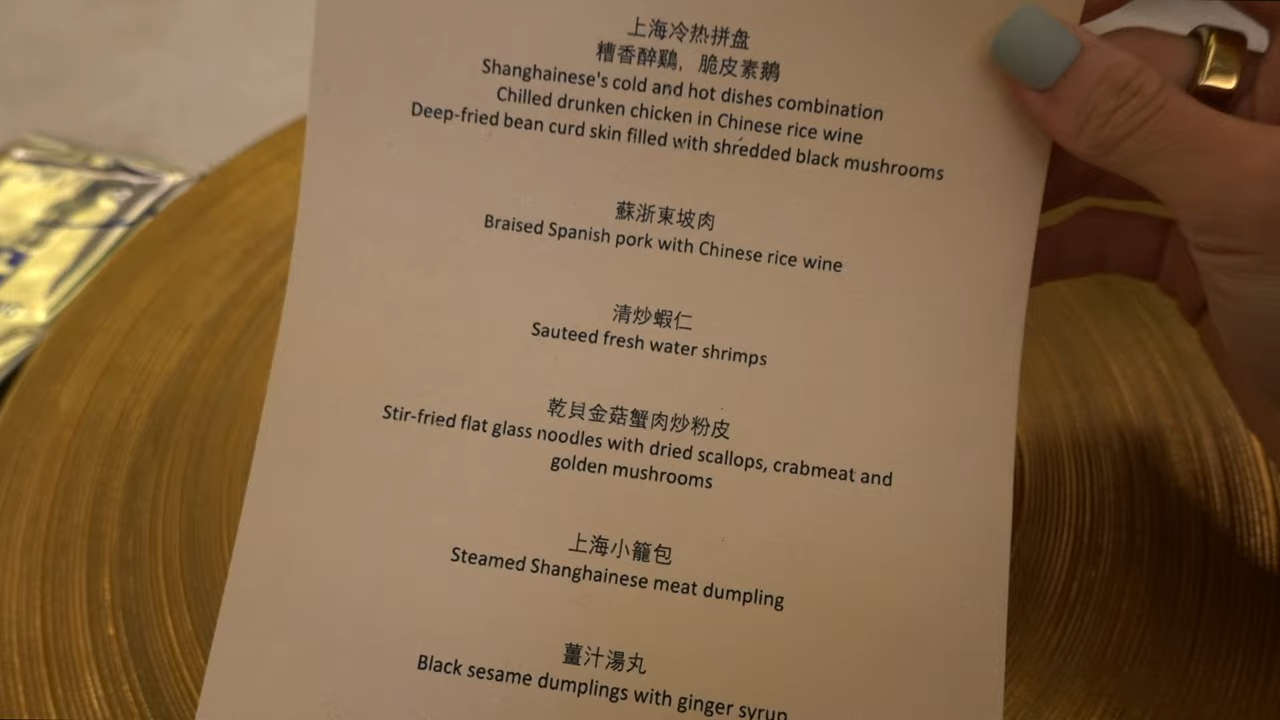 上海冷热拼盘
糟香醉鷄，脆皮素鵝
Shanghainese's cold and hot dishes combination
Chilled drunken chicken in Chinese rice wine
Deep-fried bean curd skin filled with shredded black mushrooms
蘇浙東坡肉
Braised Spanish pork with Chinese rice wine
清炒蝦仁
Sauteed fresh water shrimps
乾貝金菇蟹肉炒粉皮
Stir-fried flat glass noodles with dried scallops, crabmeat and
golden mushrooms
上海小籠包
Steamed Shanghainese meat dumpling
薑汁湯丸
Black sesame dumplings with ginger syrup